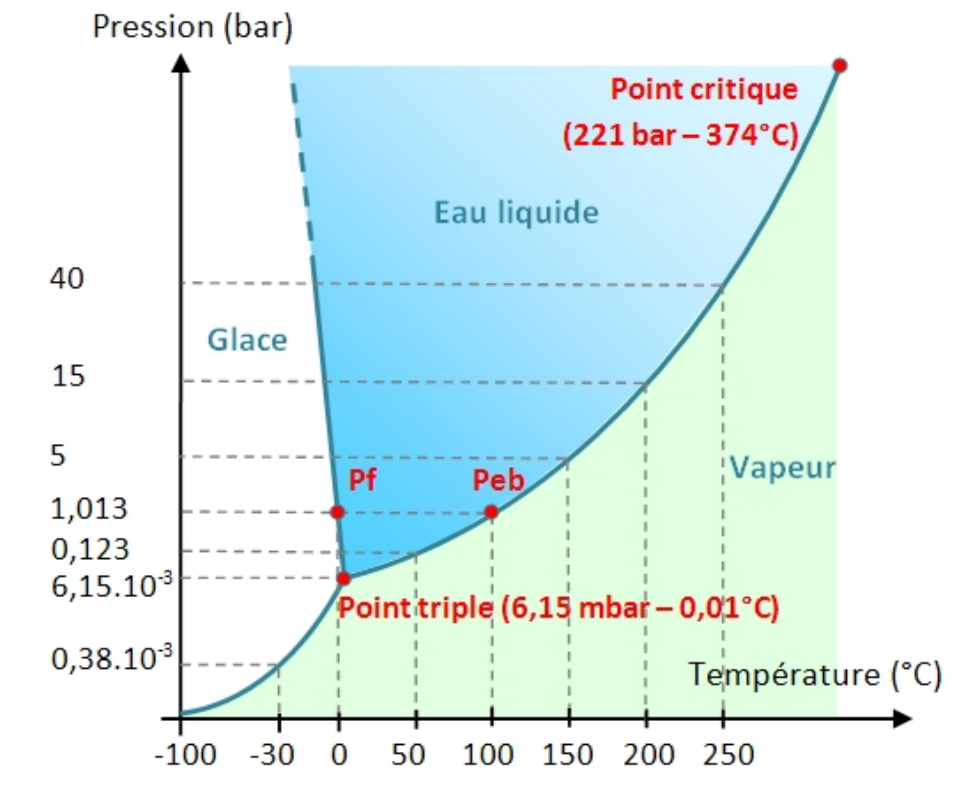 Pression (bar)
Point critique
(221 bar – 374°C)
Eau liquide
40
Glace
15
5
Pf
Peb
Vapeur
1,013
0,123
6,15.10⁻³
Point triple (6,15 mbar – 0,01°C)
0,38.10⁻³
Température (°C)
-100 -30 0 50 100 150 200 250